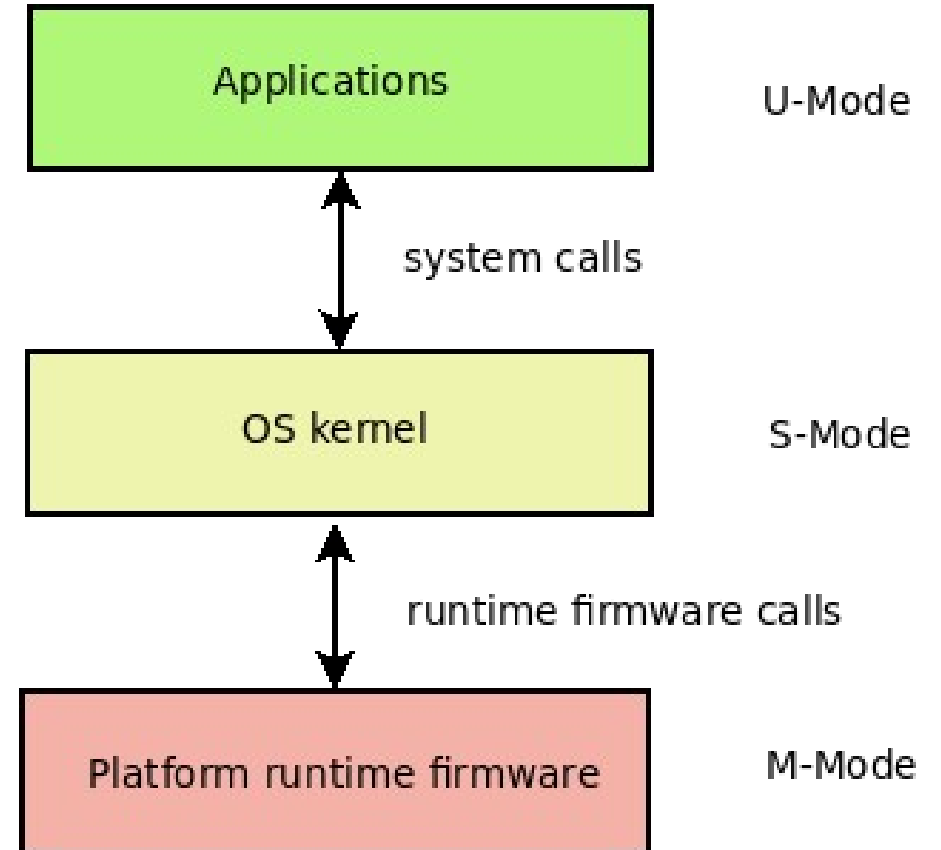 Applications
U-Mode
system calls
OS kernel
S-Mode
runtime firmware calls
Platform runtime firmware
M-Mode